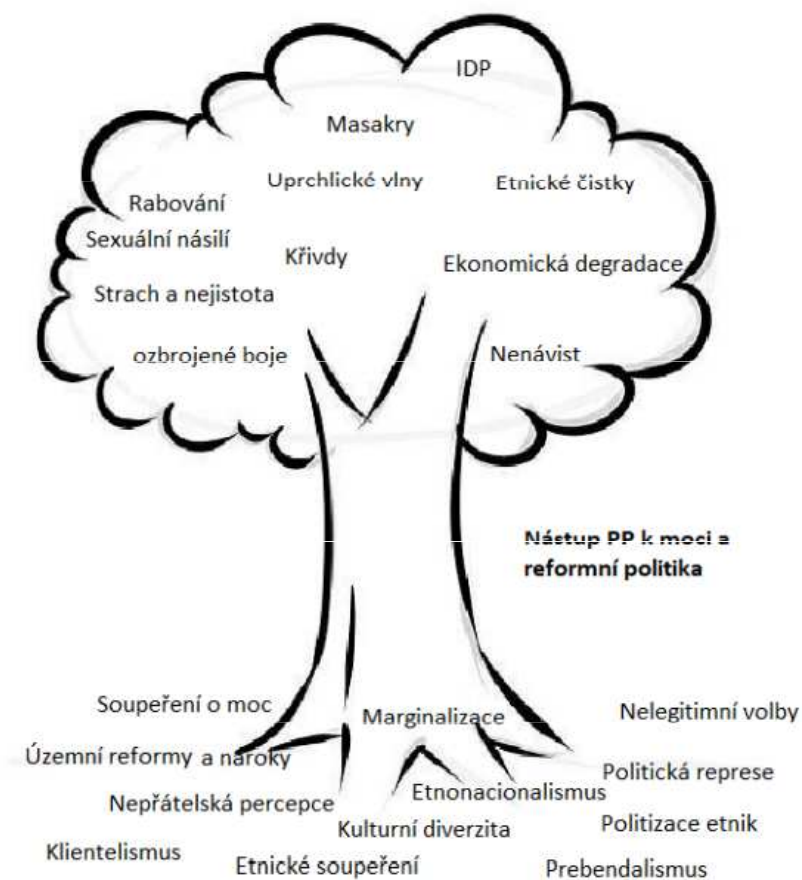 IDP
Masakry
Uprchlické vlny
Etnické čistky
Rabování
Sexuální násilí
Křivdy
Ekonomická degradace
Strach a nejistota
ozbrojené boje
Nenávist
Nástup PP k moci a
reformní politika
Soupeření o moc
Marginalizace
Nelegitimní volby
Územní reformy a nároky
Politická represe
Nepřátelská percepce
Etnonacionalismus
Kulturní diverzita
Politizace etnik
Klientelismus
Etnické soupeření
Prebendalismus